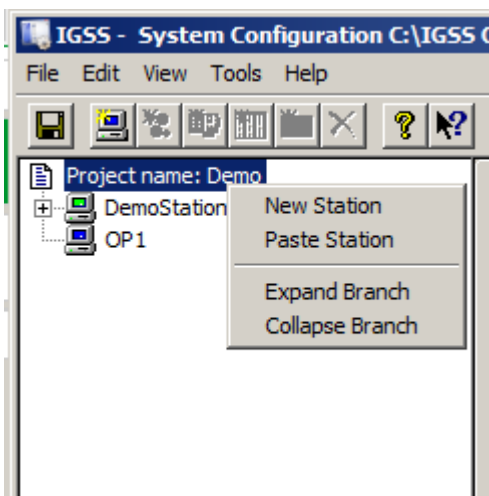 IGSS - System Configuration C:\IGSS
File Edit View Tools Help
Project name: Demo
DemoStation
OP1
New Station
Paste Station
Expand Branch
Collapse Branch